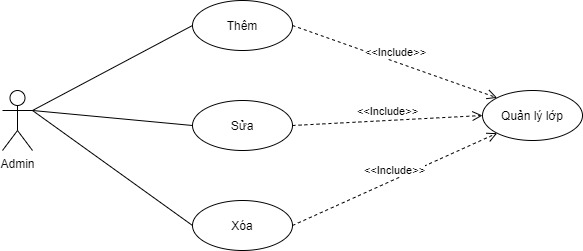 Thêm
<<Include>>
Admin
Sửa
<<Include>>
Quản lý lớp
<<Include>>
Xóa